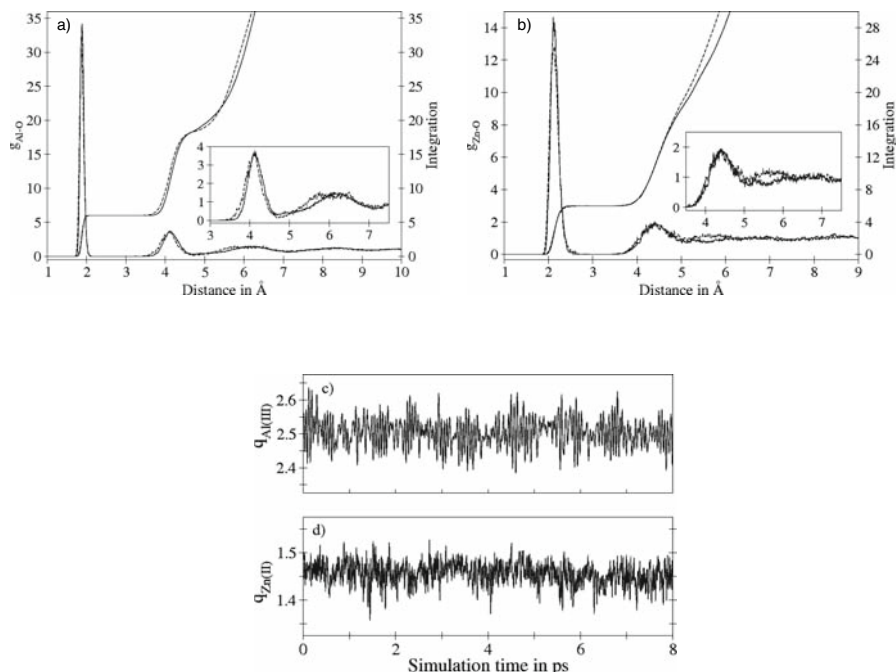 a)
35
30
25
20
15
10
5
0
g Al-O
35
30
25
20
15
10
5
0
Integration
4
3
2
1
0
3 4 5 6 7
1 2 3 4 5 6 7 8 9 10
Distance in Å
b)
14
12
10
8
6
4
2
0
g Zn-O
28
24
20
16
12
8
4
0
Integration
2
1
0
4 5 6 7
1 2 3 4 5 6 7 8 9
Distance in Å
c)
2.6
2.5
2.4
q Al(III)
d)
1.5
1.4
q Zn(II)
0 2 4 6 8
Simulation time in ps